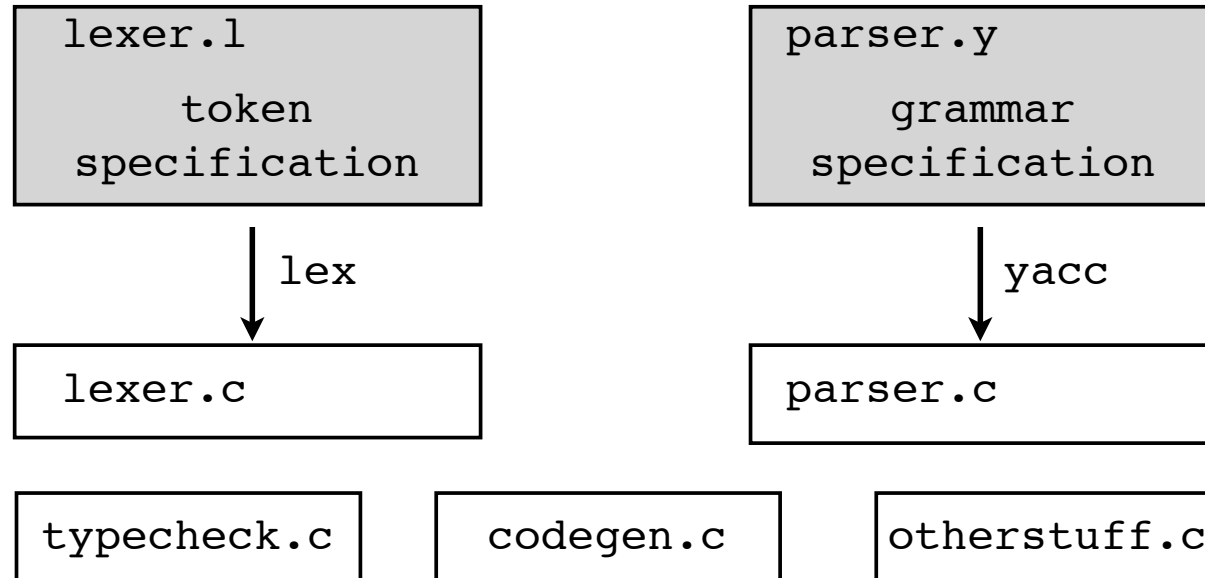 lexer.l
token
specification
parser.y
grammar
specification
lex
yacc
lexer.c
parser.c
typecheck.c
codegen.c
otherstuff.c